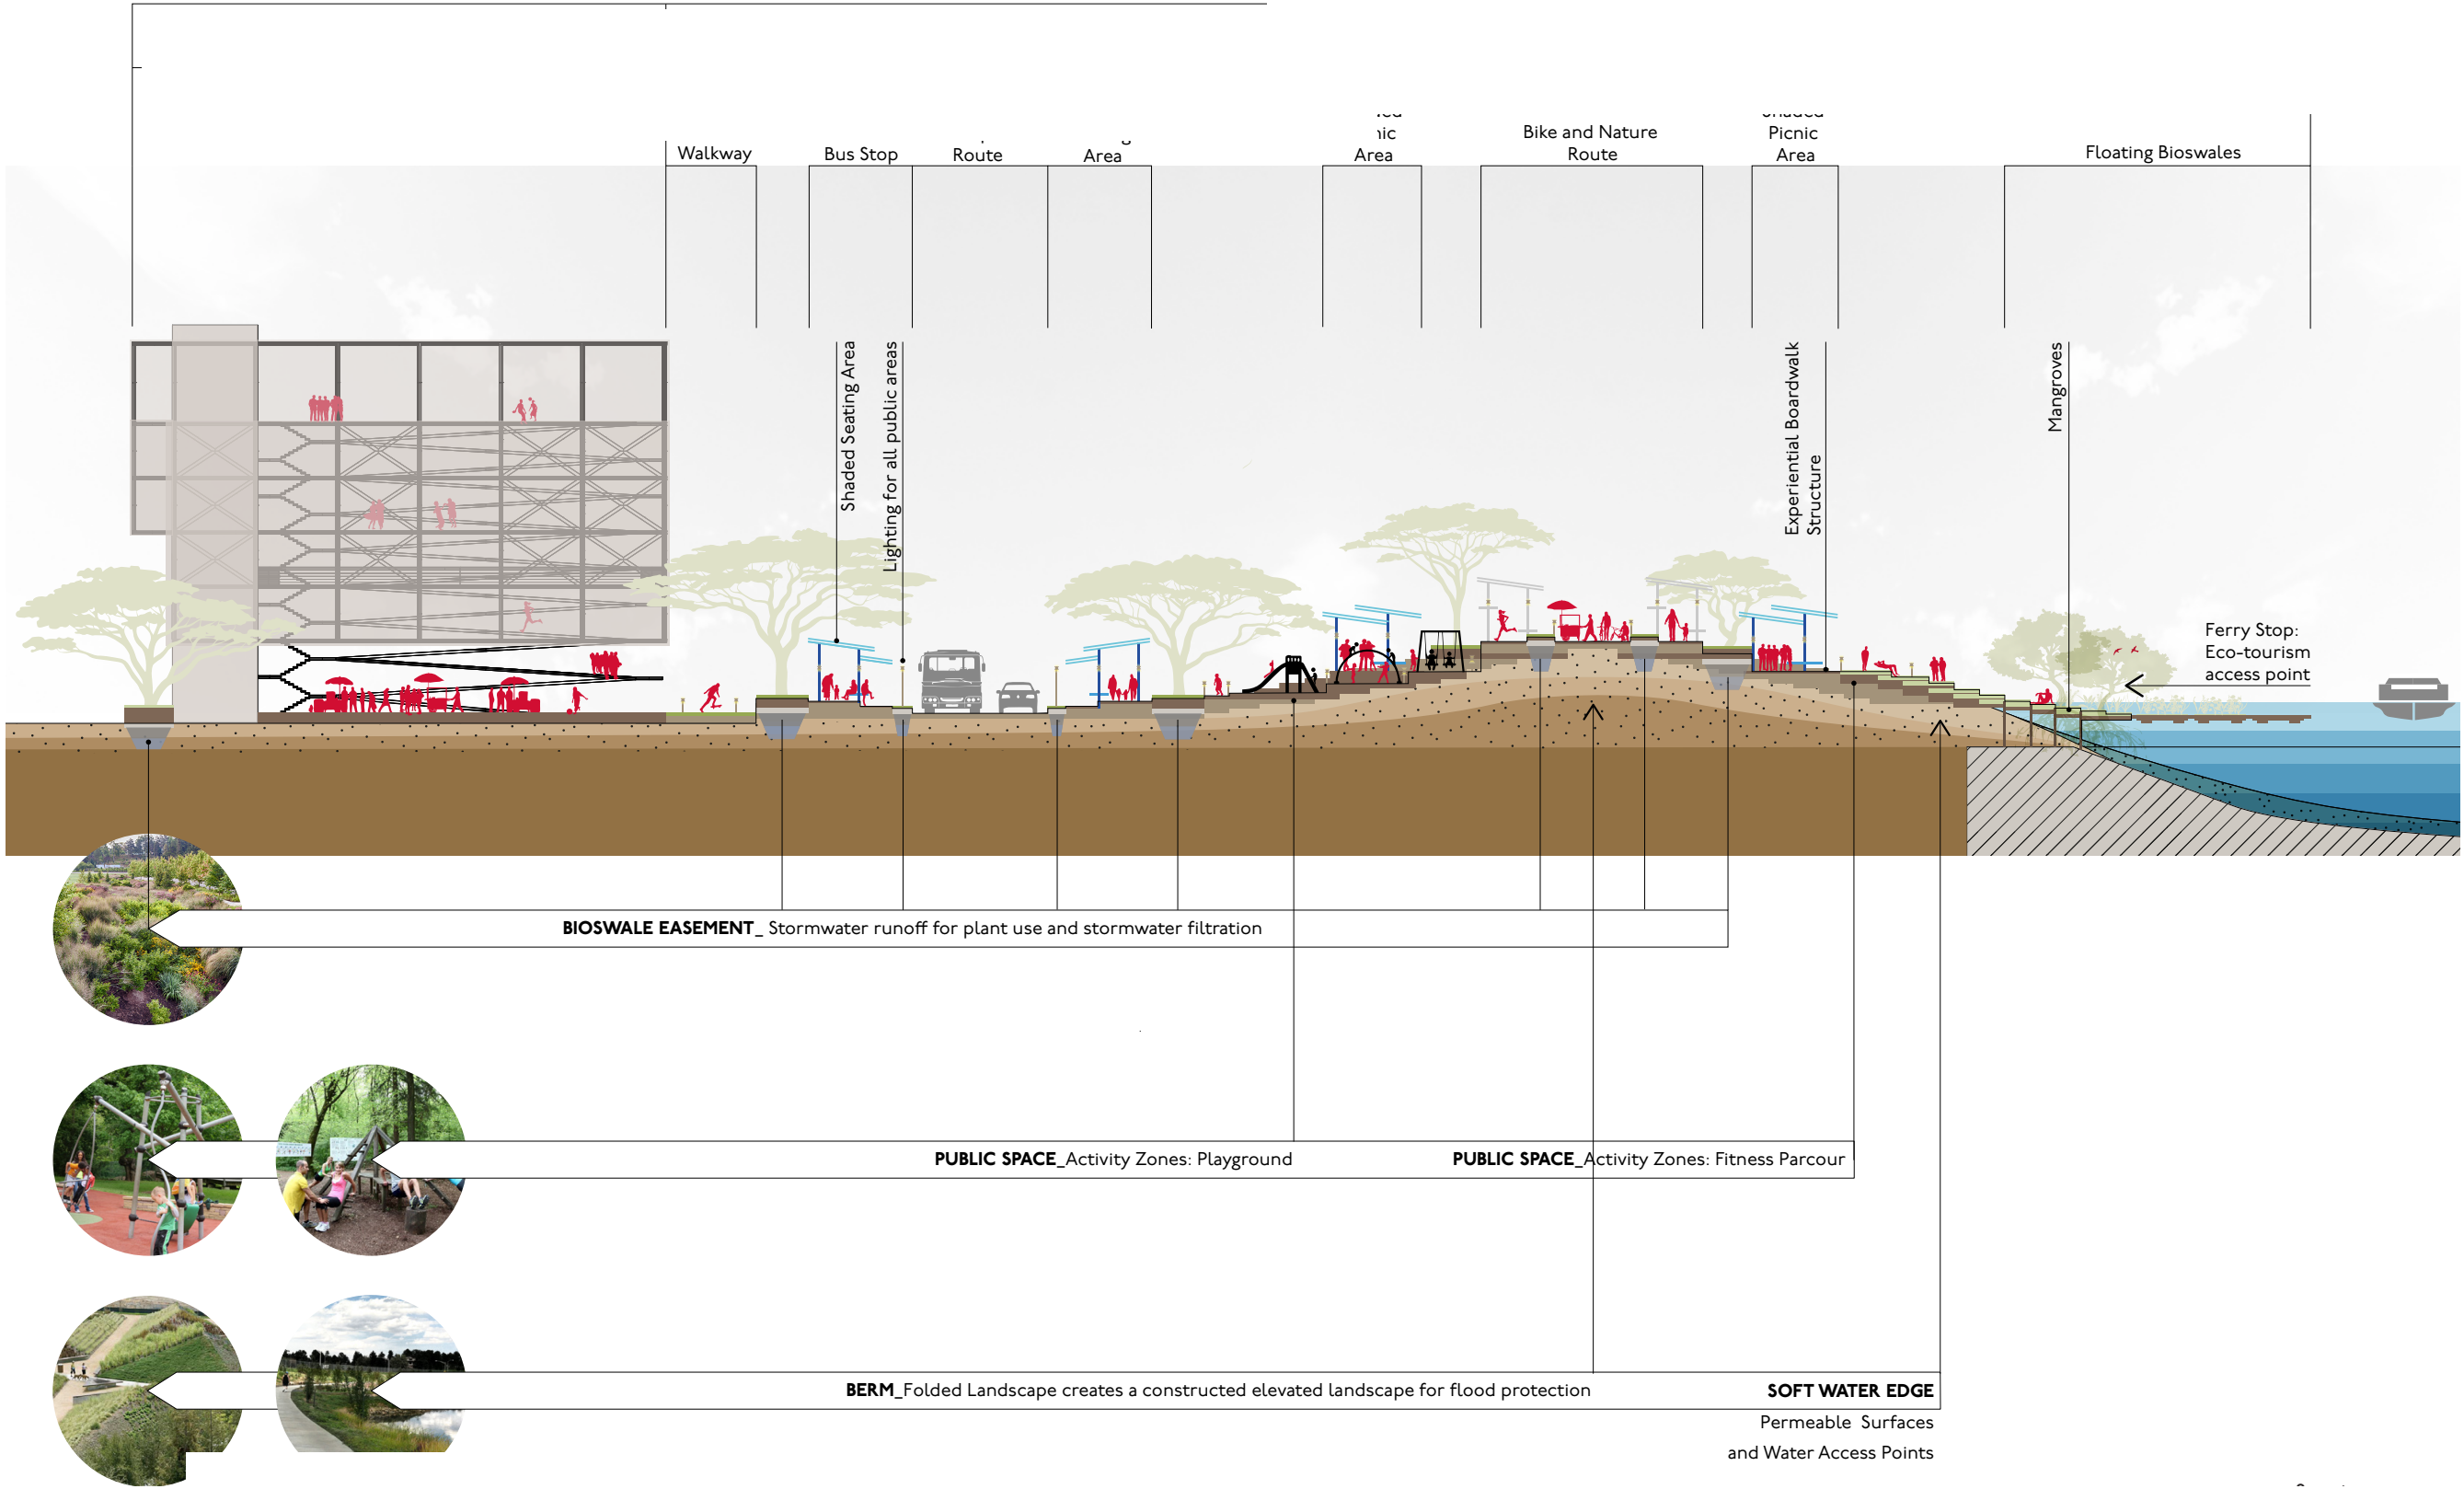 Walkway
Bus Stop
Route
Area
Area
Bike and Nature
Route
Picnic
Area
Floating Bioswales
Shaded Seating Area
Lighting for all public areas
Experiential Boardwalk
Structure
Mangroves
Ferry Stop:
Eco-tourism
access point
BIOSWALE EASEMENT_ Stormwater runoff for plant use and stormwater filtration
PUBLIC SPACE_Activity Zones: Playground
PUBLIC SPACE_Activity Zones: Fitness Parcour
BERM_Folded Landscape creates a constructed elevated landscape for flood protection
SOFT WATER EDGE
Permeable Surfaces
and Water Access Points